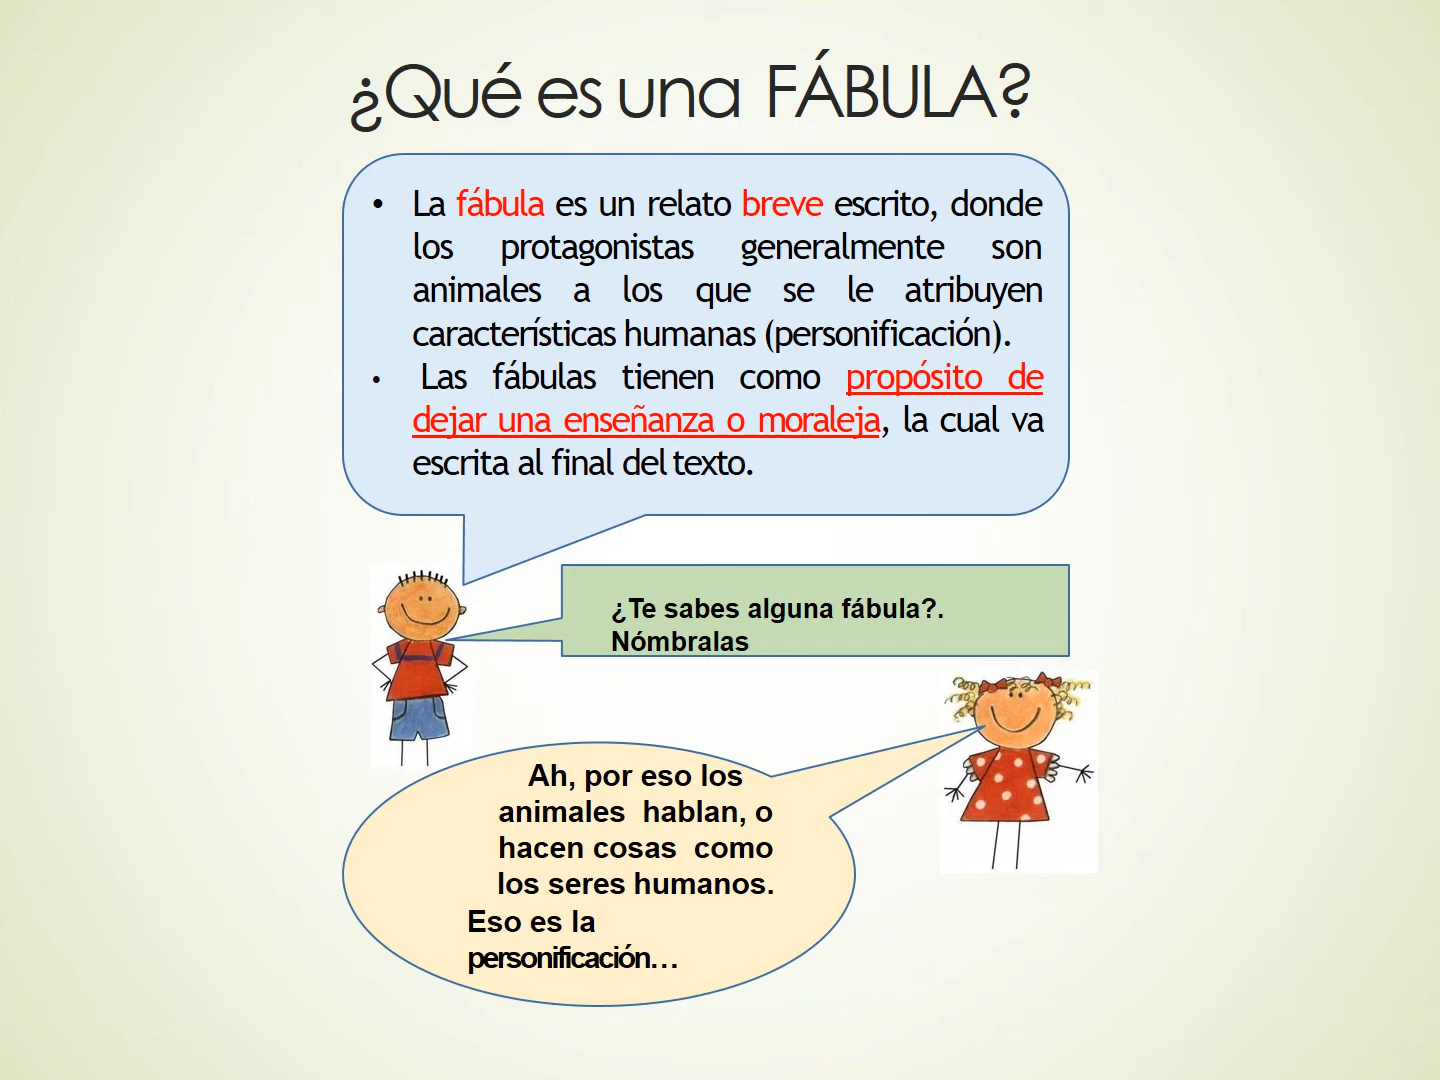 ¿Qué es una FÁBULA?
• La fábula es un relato breve escrito, donde
los protagonistas generalmente son
animales a los que se le atribuyen
características humanas (personificación).
• Las fábulas tienen como propósito de
dejar una enseñanza o moraleja, la cual va
escrita al final del texto.
¿Te sabes alguna fábula?.
Nómbralas
Ah, por eso los
animales hablan, o
hacen cosas como
los seres humanos.
Eso es la
personificación…